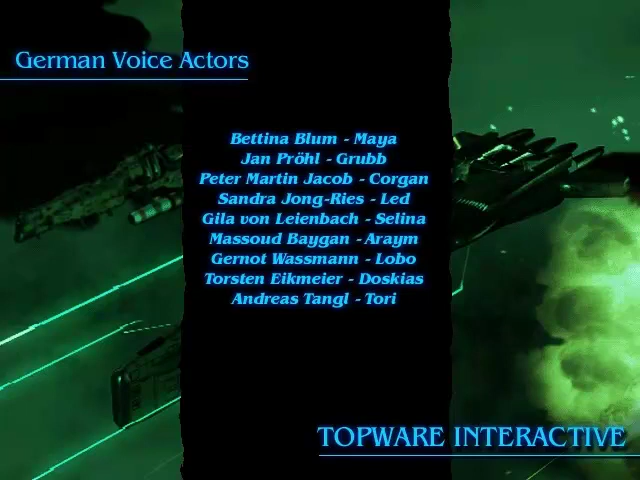 German Voice Actors
Bettina Blum - Maya
Jan Pröhl - Grubb
Peter Martin Jacob - Corgan
Sandra Jong-Ries - Led
Gila von Leienbach - Selina
Massoud Baygan - Araym
Gernot Wassmann - Lobo
Torsten Eikmeier - Doskias
Andreas Tangl - Tori
TOPWARE INTERACTIVE